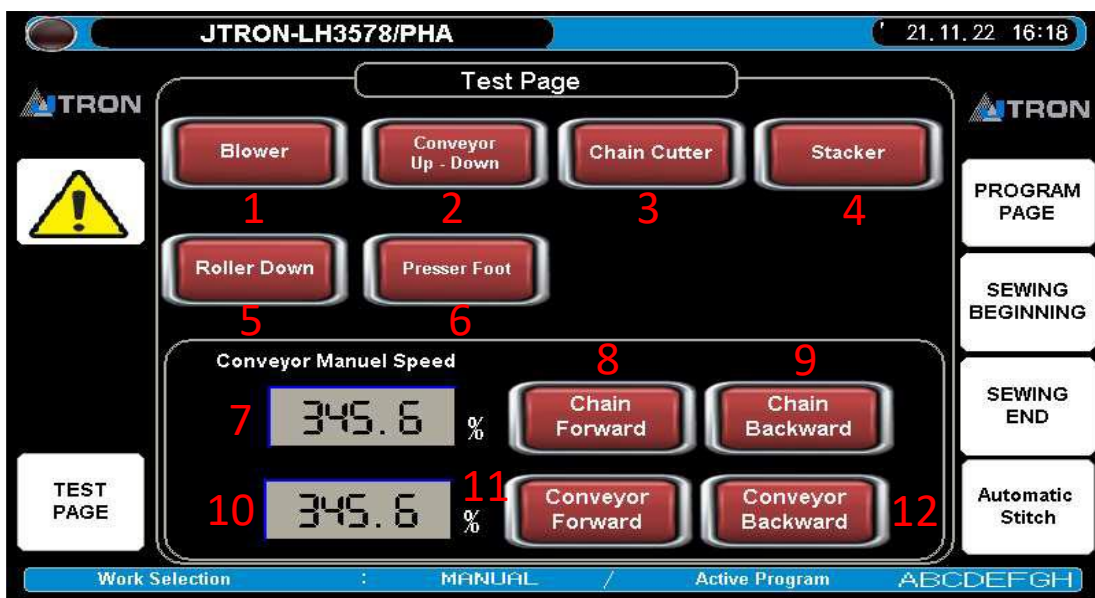 JTRON-LH3578/PHA
' 21.11.22 16:18
Test Page
JTRON
JTRON
Blower
Conveyor
Up - Down
Chain Cutter
Stacker
1
2
3
4
PROGRAM
PAGE
Roller Down
Presser Foot
5
6
SEWING
BEGINNING
Conveyor Manuel Speed
8
9
7
345.6
%
Chain
Forward
Chain
Backward
SEWING
END
TEST
PAGE
10
345.6
%
11
Conveyor
Forward
Conveyor
Backward
12
Automatic
Stitch
Work Selection : MANUAL / Active Program ABCDEFGH